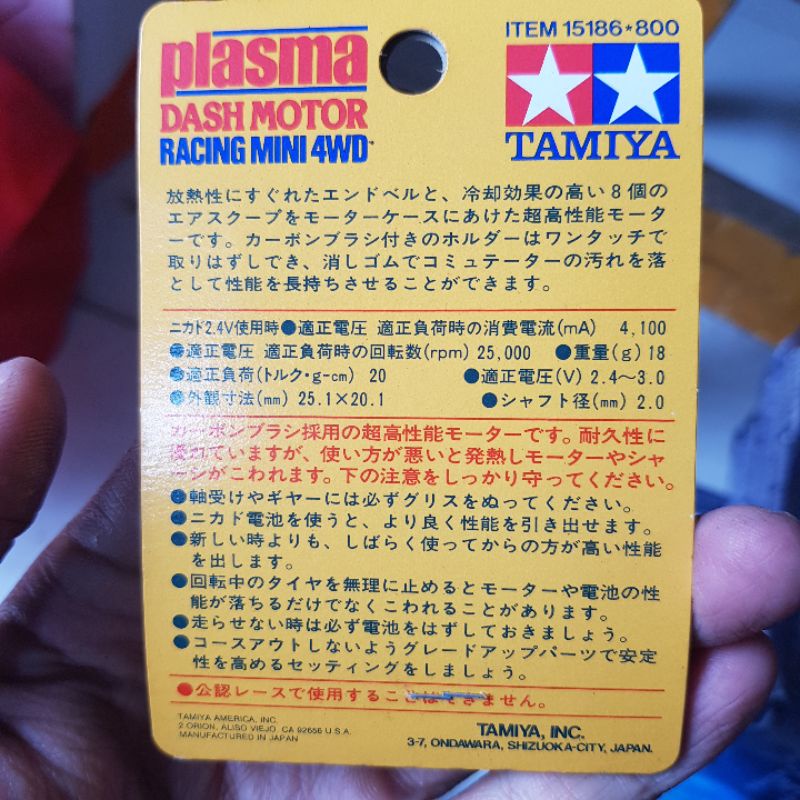 plasma
DASH MOTOR
RACING MINI 4WD
ITEM 15186*800
TAMIYA
放熱性にすぐれたエンドベルと、冷却効果の高い8個の
エアスクープをモーターケースにあけた超高性能モータ
ーです。カーボンブラシ付きのホルダーはワンタッチで
取りはずしでき、消しゴムでコミュテーターの汚れを落
として性能を長持ちさせることができます。
ニカド2.4V使用時●適正電圧 適正負荷時の消費電流(mA) 4,100
●適正電圧 適正負荷時の回転数(rpm) 25,000 ●重量(g) 18
●適正負荷(トルク・g-cm) 20 ●適正電圧(V) 2.4〜3.0
●外観寸法(mm) 25.1×20.1 ●シャフト径(mm) 2.0
カーボンブラシ採用の超高性能モーターです。耐久性に
優れていますが、使い方が悪いと発熱しモーターやシャ
ーシがこわれます。下の注意をしっかり守ってください。
●軸受けやギヤーには必ずグリスをぬってください。
●ニカド電池を使うと、より良く性能を引き出せます。
●新しい時よりも、しばらく使ってからの方が高い性能
を出します。
●回転中のタイヤを無理に止めるとモーターや電池の性
能が落ちるだけでなくこわれることがあります。
●走らせない時は必ず電池をはずしておきましょう。
●コースアウトしないようグレードアップパーツで安定
性を高めるセッティングをしましょう。
●公認レースで使用することはできません。
TAMIYA AMERICA, INC.
2 ORION, ALISO VIEJO, CA 92656 U.S.A.
MANUFACTURED IN JAPAN
TAMIYA, INC.
3-7, ONDAWARA, SHIZUOKA-CITY, JAPAN.